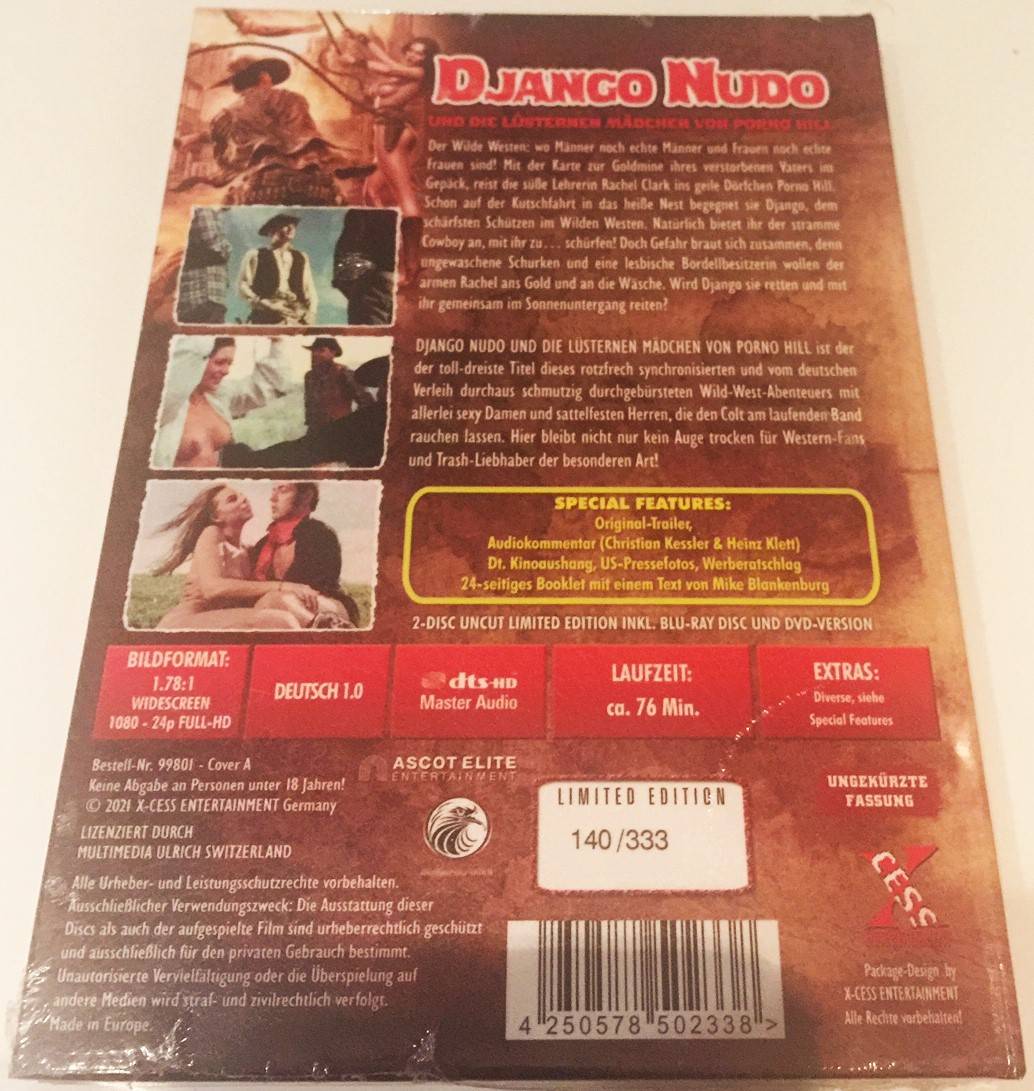 DJANGO NUDO
UND DIE LÜSTERNEN MÄDCHEN VON PORNO HILL
Der Wilde Westen: wo Männer noch echte Männer und Frauen noch echte
Frauen sind! Mit der Karte zur Goldmine ihres verstorbenen Vaters im
Gepäck, reist die süße Lehrerin Rachel Clark ins geile Dörfchen Porno Hill.
Schon auf der Kutschfahrt in das heiße Nest begegnet sie Django, dem
schärfsten Schützen im Wilden Westen. Natürlich bietet ihr der stramme
Cowboy an, mit ihr zu... schürfen! Doch Gefahr braut sich zusammen, denn
ungewaschene Schurken und eine lesbische Bordellbesitzerin wollen der
armen Rachel ans Gold und an die Wäsche. Wird Django sie retten und mit
ihr gemeinsam im Sonnenuntergang reiten?
DJANGO NUDO UND DIE LÜSTERNEN MÄDCHEN VON PORNO HILL ist der
der toll-dreiste Titel dieses rotzfrech synchronisierten und vom deutschen
Verleih durchaus schmutzig durchgebürsteten Wild-West-Abenteuers mit
allerlei sexy Damen und sattelfesten Herren, die den Colt am laufenden Band
rauchen lassen. Hier bleibt nicht nur kein Auge trocken für Western-Fans
und Trash-Liebhaber der besonderen Art!
SPECIAL FEATURES:
Original-Trailer,
Audiokommentar (Christian Kessler & Heinz Klett)
Dt. Kinoaushang, US-Pressefotos, Werberatschlag
24-seitiges Booklet mit einem Text von Mike Blankenburg
2-DISC UNCUT LIMITED EDITION INKL. BLU-RAY DISC UND DVD-VERSION
BILDFORMAT:
1.78:1
WIDESCREEN
1080 - 24p FULL-HD
DEUTSCH 1.0
dts-HD
Master Audio
LAUFZEIT:
ca. 76 Min.
EXTRAS:
Diverse, siehe
Special Features
Bestell-Nr. 99801 - Cover A
Keine Abgabe an Personen unter 18 Jahren!
© 2021 X-CESS ENTERTAINMENT Germany
LIZENZIERT DURCH
MULTIMEDIA ULRICH SWITZERLAND
ASCOT ELITE
ENTERTAINMENT
LIMITED EDITION
140/333
UNGEKÜRZTE
FASSUNG
Alle Urheber- und Leistungsschutzrechte vorbehalten.
Ausschließlicher Verwendungszweck: Die Ausstattung dieser
Discs als auch der aufgespielte Film sind urheberrechtlich geschützt
und ausschließlich für den privaten Gebrauch bestimmt.
Unautorisierte Vervielfältigung oder die Überspielung auf
andere Medien wird straf- und zivilrechtlich verfolgt.
Made in Europe.
4 250578 502338 >
XCESS
Package-Design by
X-CESS ENTERTAINMENT
Alle Rechte vorbehalten!